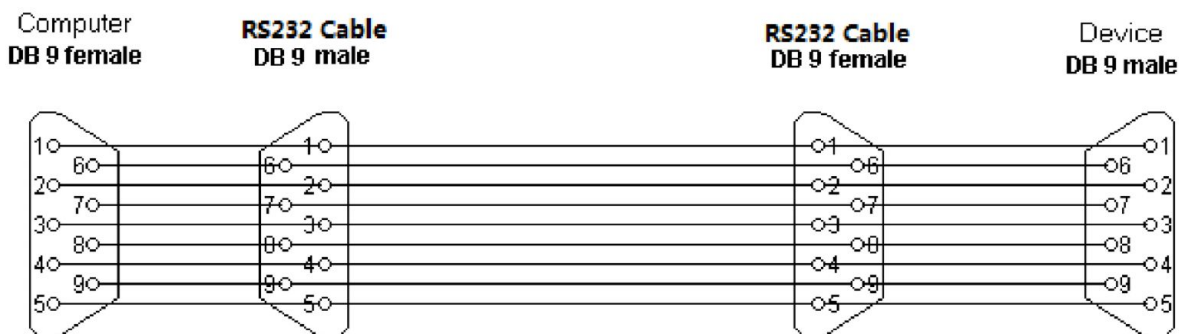 Computer
DB 9 female
RS232 Cable
DB 9 male
RS232 Cable
DB 9 female
Device
DB 9 male
1 1 1 1
6 6 6 6
2 2 2 2
7 7 7 7
3 3 3 3
8 8 8 8
4 4 4 4
9 9 9 9
5 5 5 5